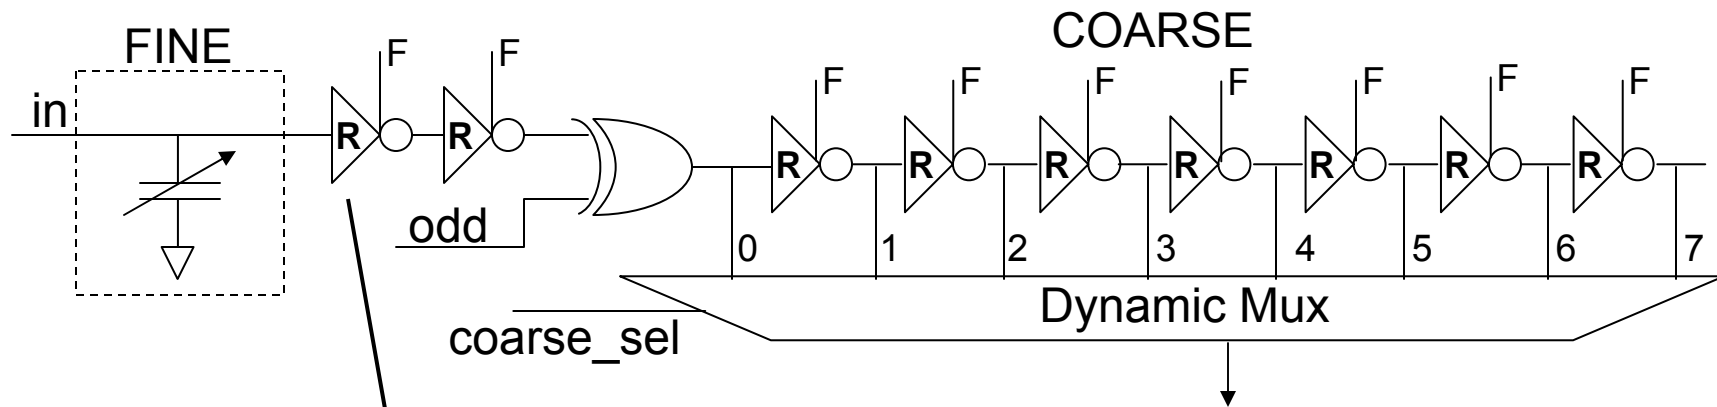 FINE
COARSE
in
F F F F F F F F F
R R R R R R R R R
odd
0 1 2 3 4 5 6 7
coarse_sel
Dynamic Mux